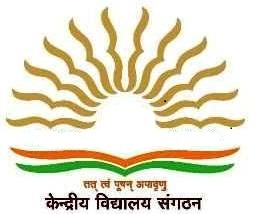 तत् त्वं पूषन् अपावृणु
केन्द्रीय विद्यालय संगठन